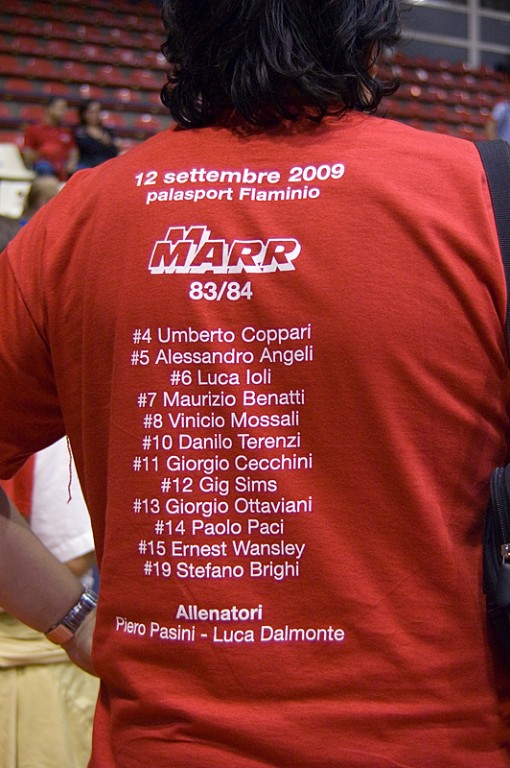 12 settembre 2009
palasport Flaminio
MARR
83/84
#4 Umberto Coppari
#5 Alessandro Angeli
#6 Luca Ioli
#7 Maurizio Benatti
#8 Vinicio Mossali
#10 Danilo Terenzi
#11 Giorgio Cecchini
#12 Gig Sims
#13 Giorgio Ottaviani
#14 Paolo Paci
#15 Ernest Wansley
#19 Stefano Brighi
Allenatori
Piero Pasini - Luca Dalmonte